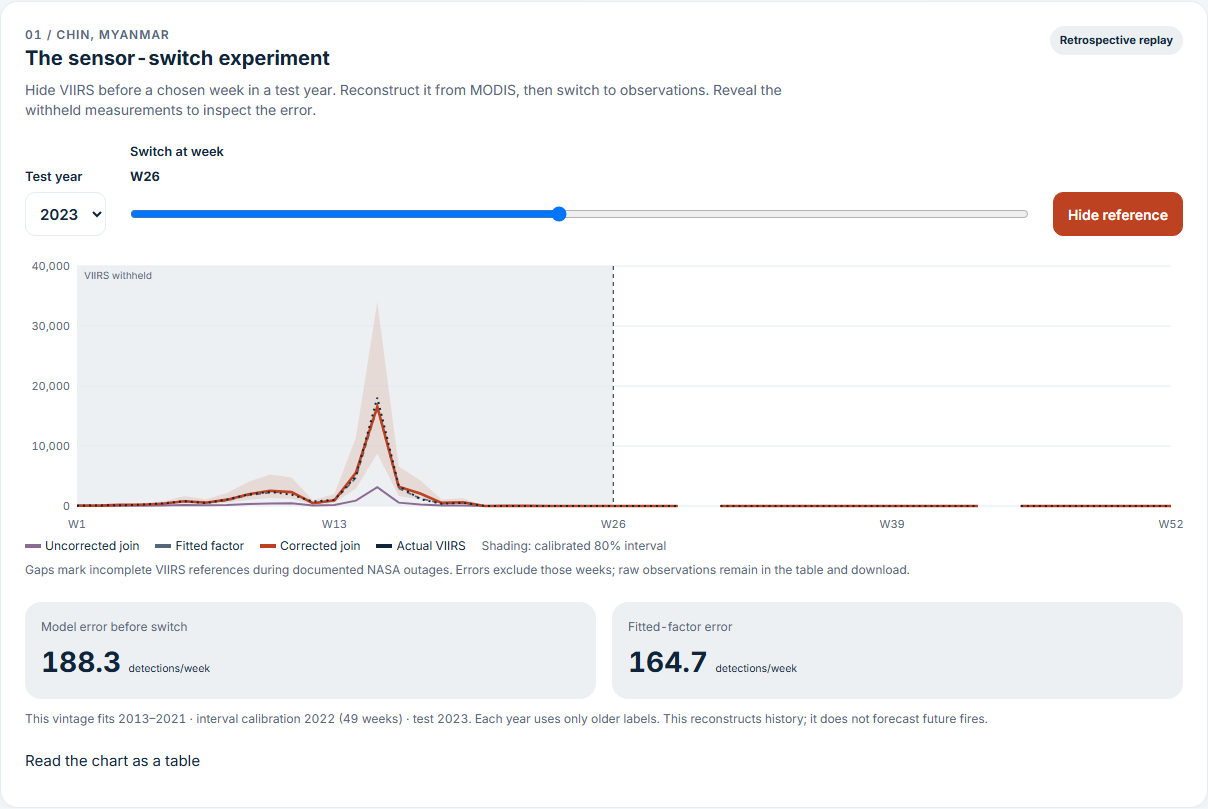 01 / CHIN, MYANMAR
The sensor-switch experiment
Retrospective replay
Hide VIIRS before a chosen week in a test year. Reconstruct it from MODIS, then switch to observations. Reveal the
withheld measurements to inspect the error.
Switch at week
Test year
W26
2023
Hide reference
40,000
VIIRS withheld
30,000
20,000
10,000
0
W1
W13
W26
W39
W52
Uncorrected join
Fitted factor
Corrected join
Actual VIIRS
Shading: calibrated 80% interval
Gaps mark incomplete VIIRS references during documented NASA outages. Errors exclude those weeks; raw observations remain in the table and download.
Model error before switch
188.3 detections/week
Fitted-factor error
164.7 detections/week
This vintage fits 2013–2021 · interval calibration 2022 (49 weeks) · test 2023. Each year uses only older labels. This reconstructs history; it does not forecast future fires.
Read the chart as a table